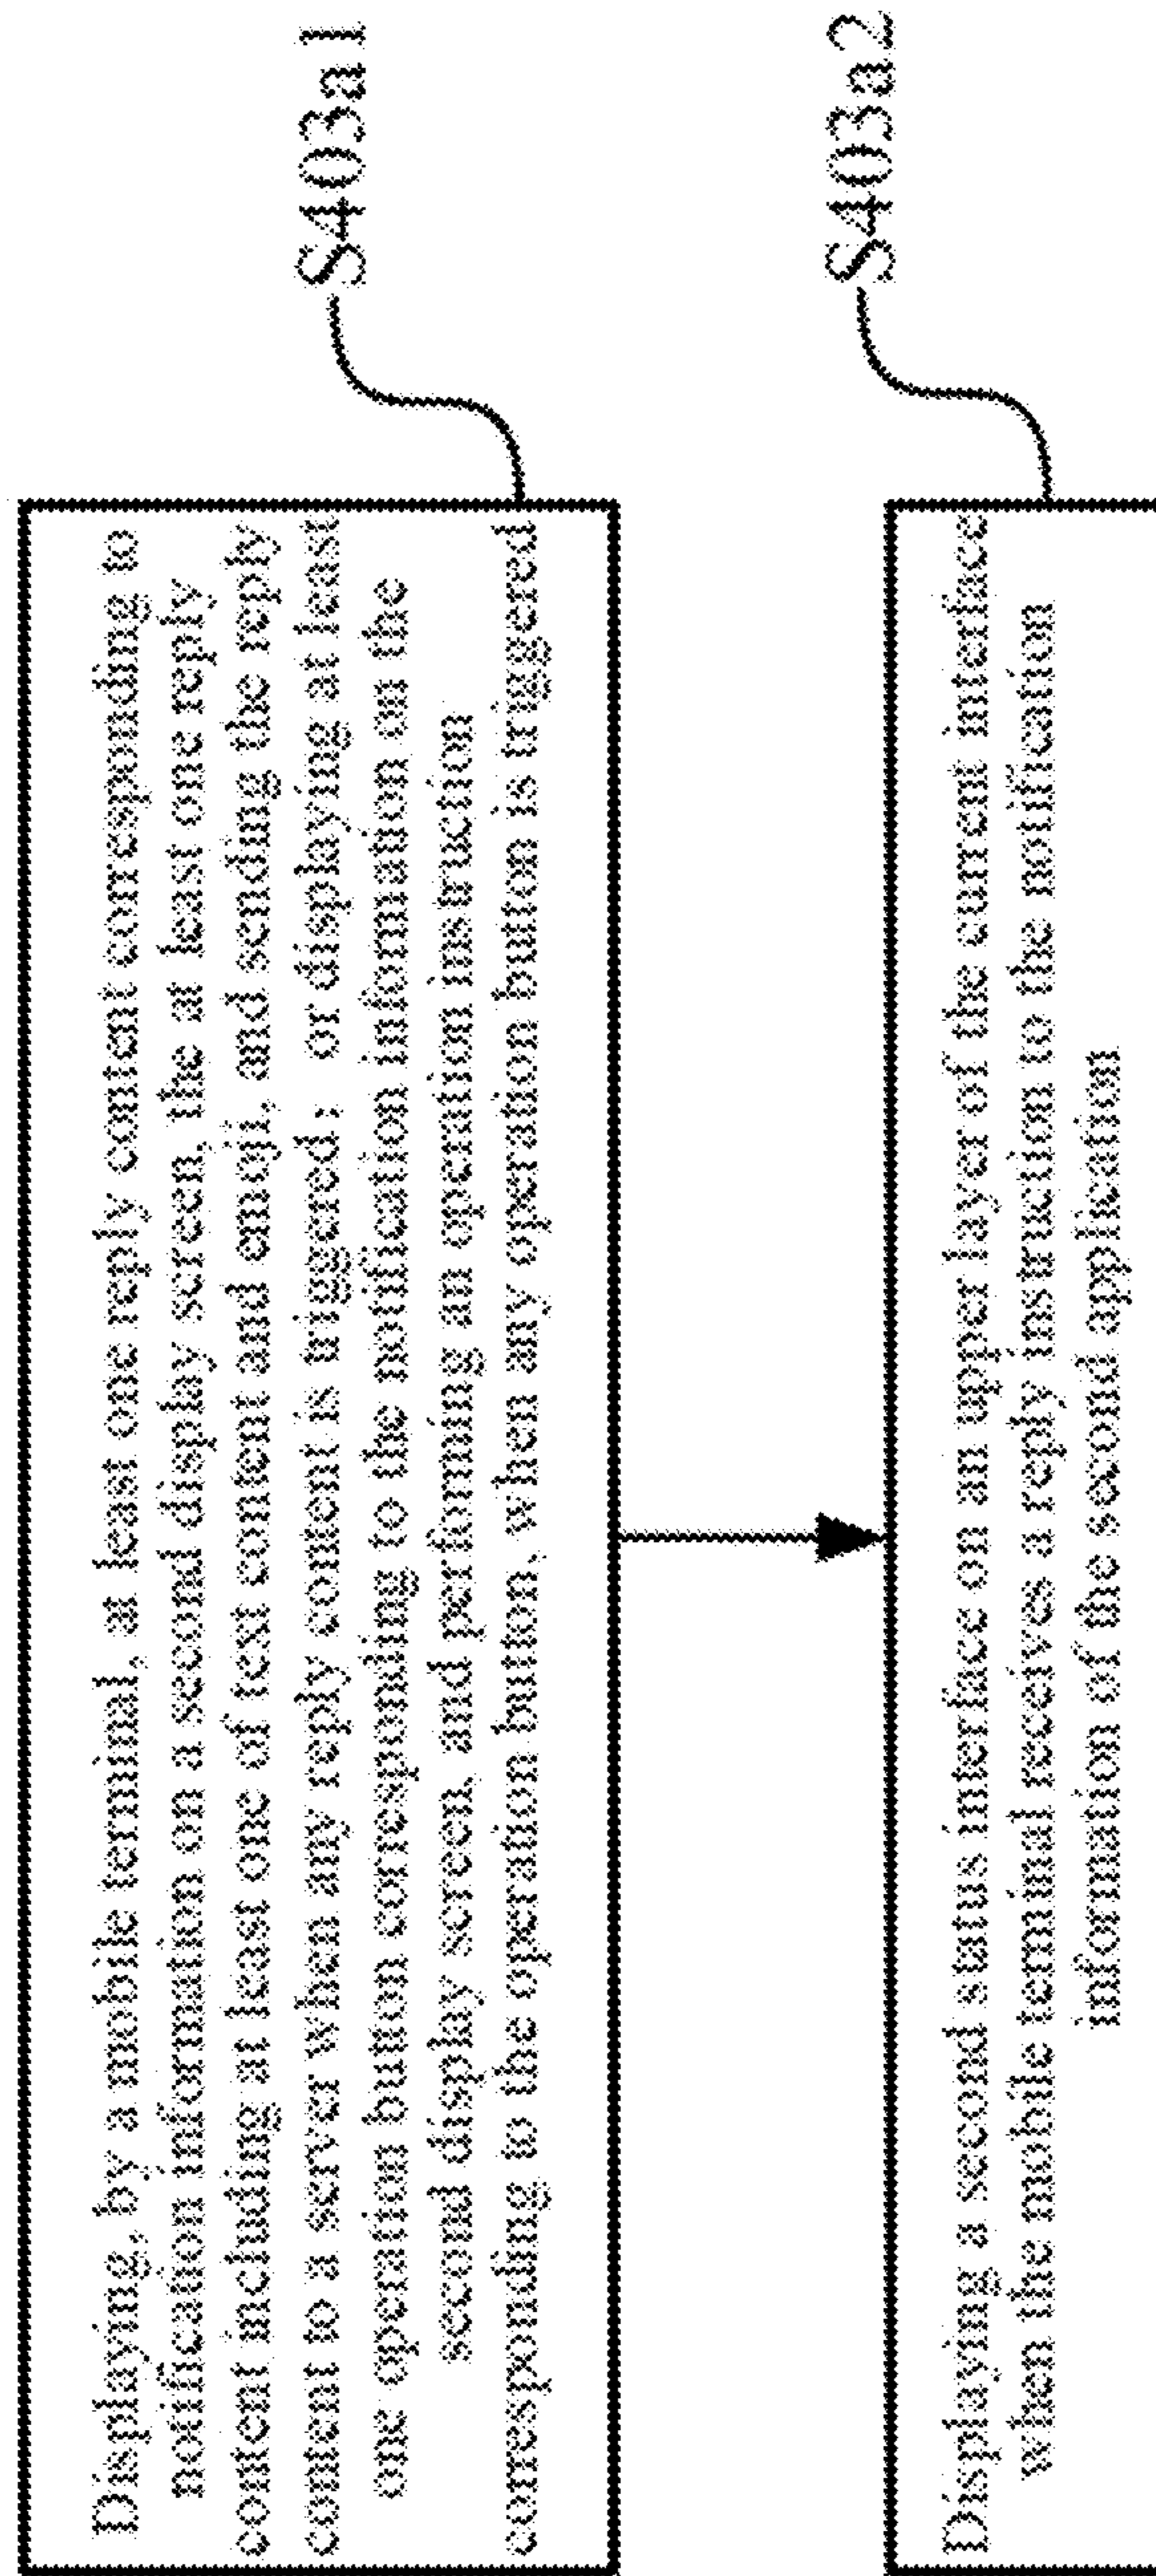 Displaying, by a mobile terminal, at least one reply content corresponding to
notification information on a second display screen, the at least one reply
content including at least one of text content and emoji, and sending the reply
content to a server when any reply content is triggered; or displaying at least
one operation button corresponding to the notification information on the
second display screen, and performing an operation instruction
corresponding to the operation button, when any operation button is triggered
S403a1
Displaying a second status interface on an upper layer of the current interface
when the mobile terminal receives a reply instruction to the notification
information of the second application
S403a2